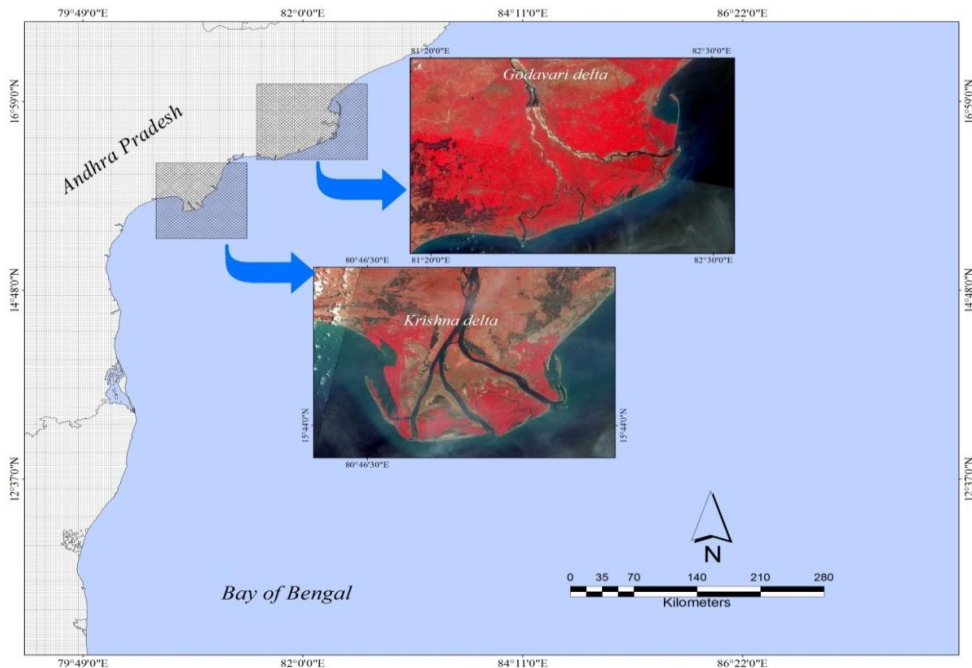 79°49'0"E 82°0'0"E 84°11'0"E 86°22'0"E
81°20'0"E 82°30'0"E
Godavari delta
16°59'0"N 16°59'0"N
Andhra Pradesh
81°20'0"E 82°30'0"E
80°46'30"E
14°48'0"N 14°48'0"N
Krishna delta
15°44'0"N 15°44'0"N
80°46'30"E
12°37'0"N 12°37'0"N
N
0 35 70 140 210 280
Kilometers
Bay of Bengal
79°49'0"E 82°0'0"E 84°11'0"E 86°22'0"E